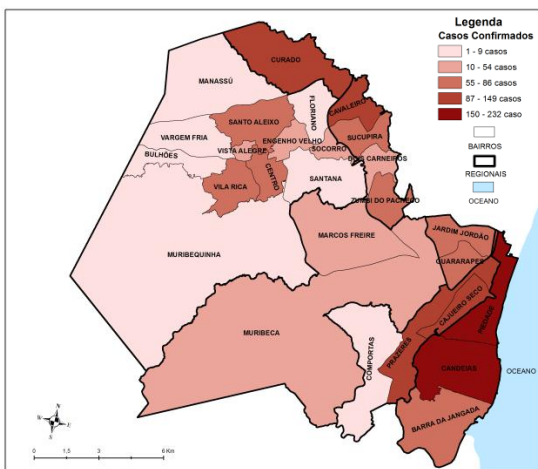 Legenda
Casos Confirmados
1 - 9 casos
10 - 54 casos
55 - 86 casos
87 - 149 casos
150 - 232 caso
BAIRROS
REGIONAIS
OCEANO
CURADO
MANASSÚ
FLORIANO
CAVALEIRO
SANTO ALEIXO
VARGEM FRIA
ENGENHO VELHO
SUCUPIRA
VISTA ALEGRE
SOCORRO
BULHÕES
DOIS CARNEIROS
CENTRO
SANTANA
VILA RICA
ZUMBI DO PACHECO
JARDIM JORDÃO
MARCOS FREIRE
MURIBEQUINHA
GUARARAPES
CAJUEIRO SECO
PIEDADE
MURIBECA
COMPORTAS
PRAZERES
CANDEIAS
OCEANO
BARRA DA JANGADA
N
W
E
S
0 1,5 3 6 Km